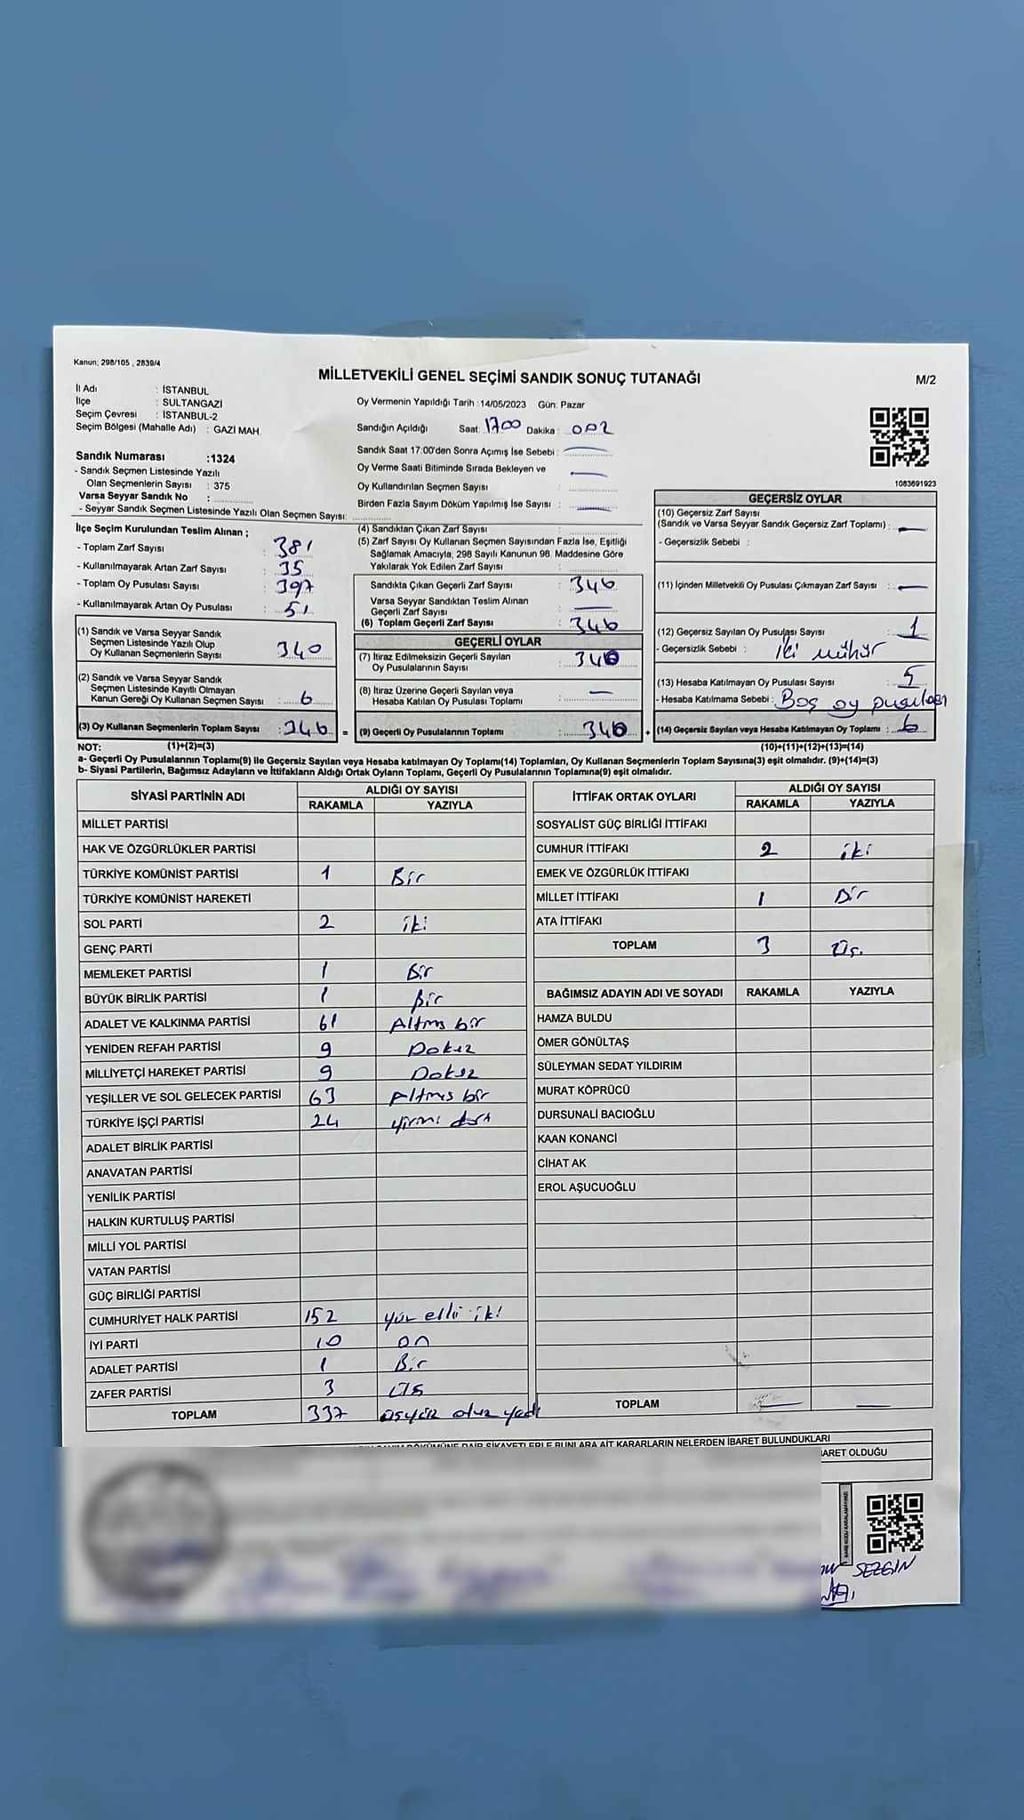 Kanun: 298/105 , 2839/4
MİLLETVEKİLİ GENEL SEÇİMİ SANDIK SONUÇ TUTANAĞI
M/2
İl Adı : İSTANBUL
İlçe : SULTANGAZİ
Seçim Çevresi : İSTANBUL-2
Seçim Bölgesi (Mahalle Adı) : GAZİ MAH.
Oy Vermenin Yapıldığı Tarih :14/05/2023 Gün: Pazar
Sandığın Açıldığı Saat: 1700 Dakika: 002
Sandık Saat 17:00'den Sonra Açımış İse Sebebi :
Oy Verme Saati Bitiminde Sırada Bekleyen ve
Oy Kullandırılan Seçmen Sayısı :
Birden Fazla Sayım Döküm Yapılmış İse Sayısı :
1083691923
Sandık Numarası :1324
- Sandık Seçmen Listesinde Yazılı
Olan Seçmenlerin Sayısı : 375
Varsa Seyyar Sandık No :
- Seyyar Sandık Seçmen Listesinde Yazılı Olan Seçmen Sayısı:
İlçe Seçim Kurulundan Teslim Alınan ;
- Toplam Zarf Sayısı : 381
- Kullanılmayarak Artan Zarf Sayısı : 35
- Toplam Oy Pusulası Sayısı : 397
- Kullanılmayarak Artan Oy Pusulası : 51
(1) Sandık ve Varsa Seyyar Sandık
Seçmen Listesinde Yazılı Olup
Oy Kullanan Seçmenlerin Sayısı : 340
(2) Sandık ve Varsa Seyyar Sandık
Seçmen Listesinde Kayıtlı Olmayan
Kanun Gereği Oy Kullanan Seçmen Sayısı : 6
(3) Oy Kullanan Seçmenlerin Toplam Sayısı : 346
(4) Sandıktan Çıkan Zarf Sayısı :
(5) Zarf Sayısı Oy Kullanan Seçmen Sayısından Fazla İse, Eşitliği
Sağlamak Amacıyla, 298 Sayılı Kanunun 98. Maddesine Göre
Yakılarak Yok Edilen Zarf Sayısı :
Sandıkta Çıkan Geçerli Zarf Sayısı : 346
Varsa Seyyar Sandıktan Teslim Alınan
Geçerli Zarf Sayısı :
(6) Toplam Geçerli Zarf Sayısı : 346
GEÇERLİ OYLAR
(7) İtiraz Edilmeksizin Geçerli Sayılan
Oy Pusulalarının Sayısı : 340
(8) İtiraz Üzerine Geçerli Sayılan veya
Hesaba Katılan Oy Pusulası Toplamı :
= (9) Geçerli Oy Pusulalarının Toplamı : 340 +
GEÇERSİZ OYLAR
(10) Geçersiz Zarf Sayısı
(Sandık ve Varsa Seyyar Sandık Geçersiz Zarf Toplamı) :
- Geçersizlik Sebebi :
(11) İçinden Milletvekili Oy Pusulası Çıkmayan Zarf Sayısı :
(12) Geçersiz Sayılan Oy Pusulası Sayısı : 1
- Geçersizlik Sebebi : iki mühür
(13) Hesaba Katılmayan Oy Pusulası Sayısı : 5
- Hesaba Katılmama Sebebi : Boş oy pusulası
(14) Geçersiz Sayılan veya Hesaba Katılmayan Oy Toplamı : 6
NOT: (1)+(2)=(3) (10)+(11)+(12)+(13)=(14)
a- Geçerli Oy Pusulalarının Toplamı(9) ile Geçersiz Sayılan veya Hesaba katılmayan Oy Toplamı(14) Toplamları, Oy Kullanan Seçmenlerin Toplam Sayısına(3) eşit olmalıdır. (9)+(14)=(3)
b- Siyasi Partilerin, Bağımsız Adayların ve İttifakların Aldığı Ortak Oyların Toplamı, Geçerli Oy Pusulalarının Toplamına(9) eşit olmalıdır.
SİYASİ PARTİNİN ADI ALDIĞI OY SAYISI
RAKAMLA YAZIYLA
MİLLET PARTİSİ
HAK VE ÖZGÜRLÜKLER PARTİSİ
TÜRKİYE KOMÜNİST PARTİSİ 1 Bir
TÜRKİYE KOMÜNİST HAREKETİ
SOL PARTİ 2 iki
GENÇ PARTİ
MEMLEKET PARTİSİ 1 Bir
BÜYÜK BİRLİK PARTİSİ 1 Bir
ADALET VE KALKINMA PARTİSİ 61 Altmış bir
YENİDEN REFAH PARTİSİ 9 Dokuz
MİLLİYETÇİ HAREKET PARTİSİ 9 Dokuz
YEŞİLLER VE SOL GELECEK PARTİSİ 63 Altmış bir
TÜRKİYE İŞÇİ PARTİSİ 24 yirmi dört
ADALET BİRLİK PARTİSİ
ANAVATAN PARTİSİ
YENİLİK PARTİSİ
HALKIN KURTULUŞ PARTİSİ
MİLLİ YOL PARTİSİ
VATAN PARTİSİ
GÜÇ BİRLİĞİ PARTİSİ
CUMHURİYET HALK PARTİSİ 152 yüz elli iki
İYİ PARTİ 10 on
ADALET PARTİSİ 1 Bir
ZAFER PARTİSİ 3 üç
TOPLAM 337 üçyüz otuz yedi
İTTİFAK ORTAK OYLARI ALDIĞI OY SAYISI
RAKAMLA YAZIYLA
SOSYALİST GÜÇ BİRLİĞİ İTTİFAKI
CUMHUR İTTİFAKI 2 iki
EMEK VE ÖZGÜRLÜK İTTİFAKI
MİLLET İTTİFAKI 1 Bir
ATA İTTİFAKI
TOPLAM 3 Üç.
BAĞIMSIZ ADAYIN ADI VE SOYADI RAKAMLA YAZIYLA
HAMZA BULDU
ÖMER GÖNÜLTAŞ
SÜLEYMAN SEDAT YILDIRIM
MURAT KÖPRÜCÜ
DURSUNALİ BACIOĞLU
KAAN KONANCİ
CİHAT AK
EROL AŞUCUOĞLU
TOPLAM
DAİR ŞİKAYETLERLE BUNLARA AİT KARARLARIN NELERDEN İBARET BULUNDUKLARI
BARET OLDUĞU
SEZGİN